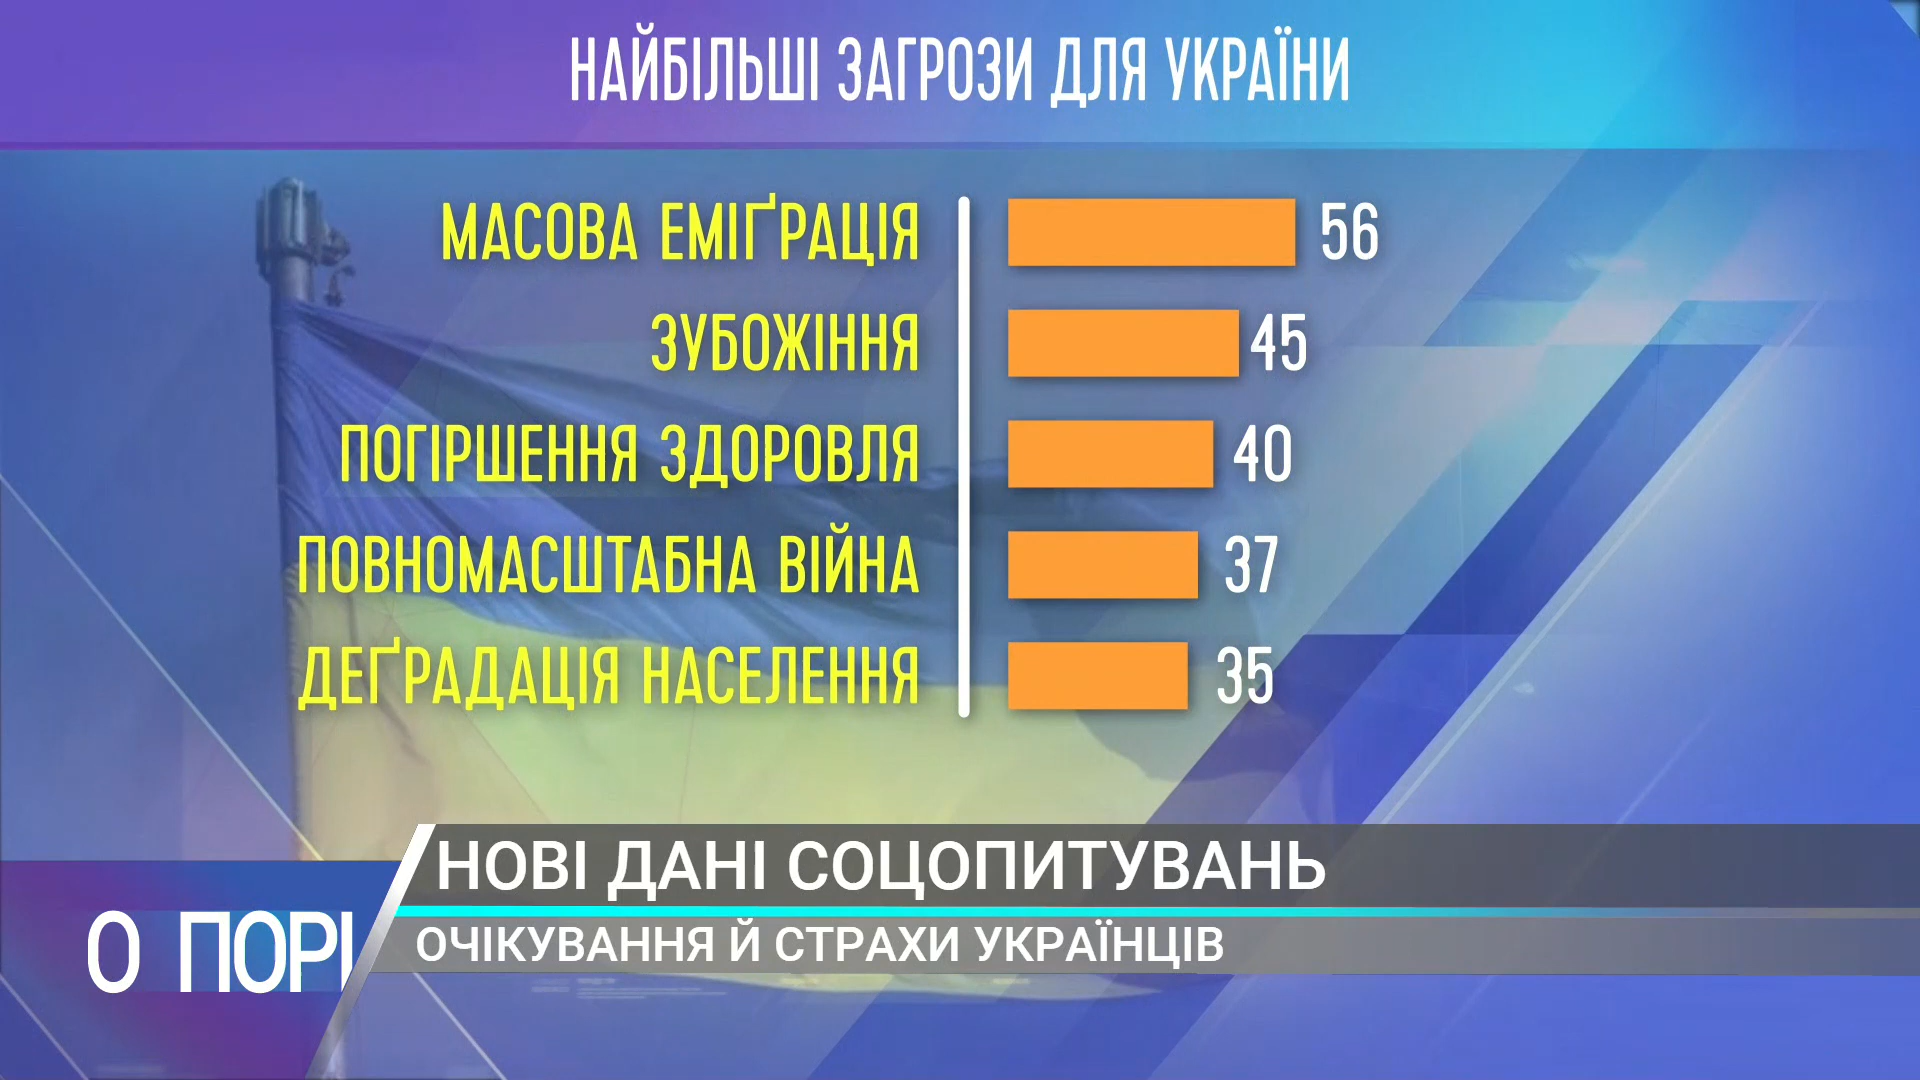 НАЙБІЛЬШІ ЗАГРОЗИ ДЛЯ УКРАЇНИ
МАСОВА ЕМІҐРАЦІЯ 56
ЗУБОЖІННЯ 45
ПОГІРШЕННЯ ЗДОРОВЛЯ 40
ПОВНОМАСШТАБНА ВІЙНА 37
ДЕҐРАДАЦІЯ НАСЕЛЕННЯ 35
НОВІ ДАНІ СОЦОПИТУВАНЬ
О ПОРІ
ОЧІКУВАННЯ Й СТРАХИ УКРАЇНЦІВ